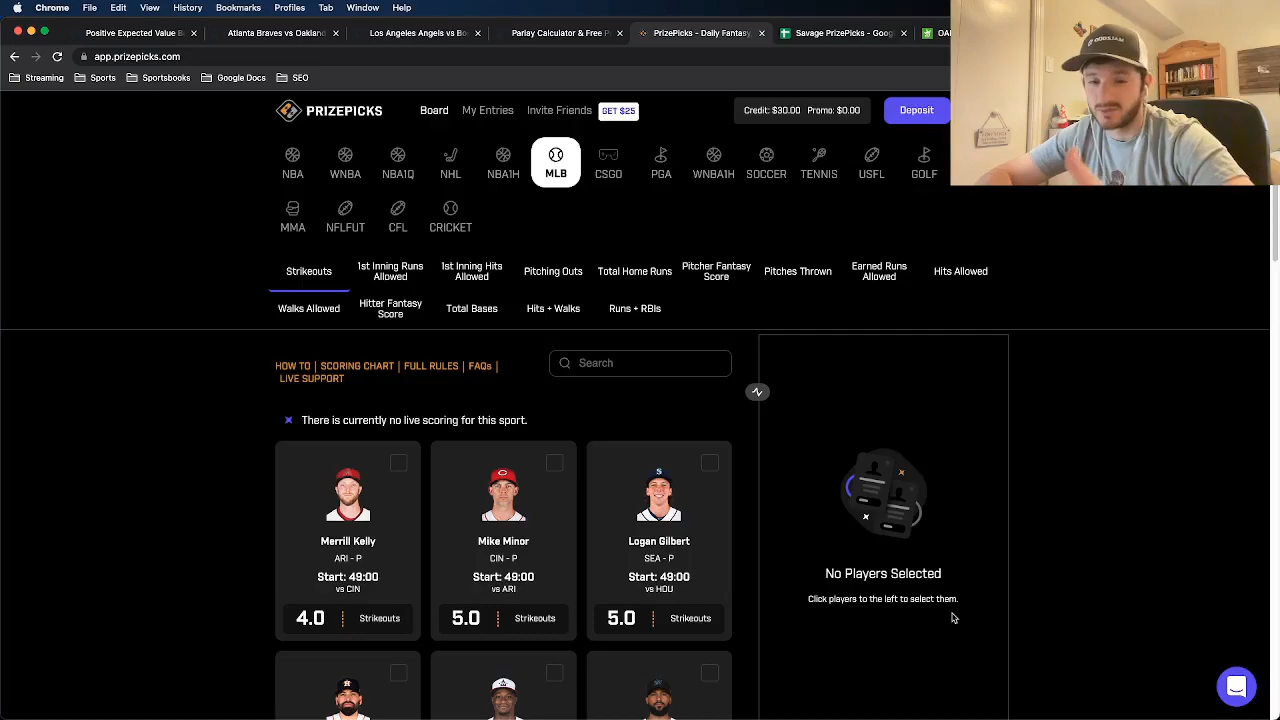 Chrome File Edit View History Bookmarks Profiles Tab Window Help
Positive Expected Value B
Atlanta Braves vs Oakland
Los Angeles Angels vs Bo
Parlay Calculator & Free P
PrizePicks - Daily Fantasy
Savage PrizePicks - Goog
app.prizepicks.com
Streaming Sports Sportsbooks Google Docs SEO
PRIZEPICKS Board My Entries Invite Friends GET $25 Credit: $30.00 Promo: $0.00 Deposit
ODDSJAM
NBA WNBA NBA1Q NHL NBA1H MLB CSGO PGA WNBA1H SOCCER TENNIS USFL GOLF
MMA NFLFUT CFL CRICKET
Strikeouts
1st Inning Runs
Allowed
1st Inning Hits
Allowed
Pitching Outs
Total Home Runs
Pitcher Fantasy
Score
Pitches Thrown
Earned Runs
Allowed
Hits Allowed
Walks Allowed
Hitter Fantasy
Score
Total Bases
Hits + Walks
Runs + RBIs
HOW TO | SCORING CHART | FULL RULES | FAQs |
LIVE SUPPORT
Search
There is currently no live scoring for this sport.
Merrill Kelly
ARI - P
Start: 49:00
vs CIN
4.0 Strikeouts
Mike Minor
CIN - P
Start: 49:00
vs ARI
5.0 Strikeouts
Logan Gilbert
SEA - P
Start: 49:00
vs HOU
5.0 Strikeouts
No Players Selected
Click players to the left to select them.